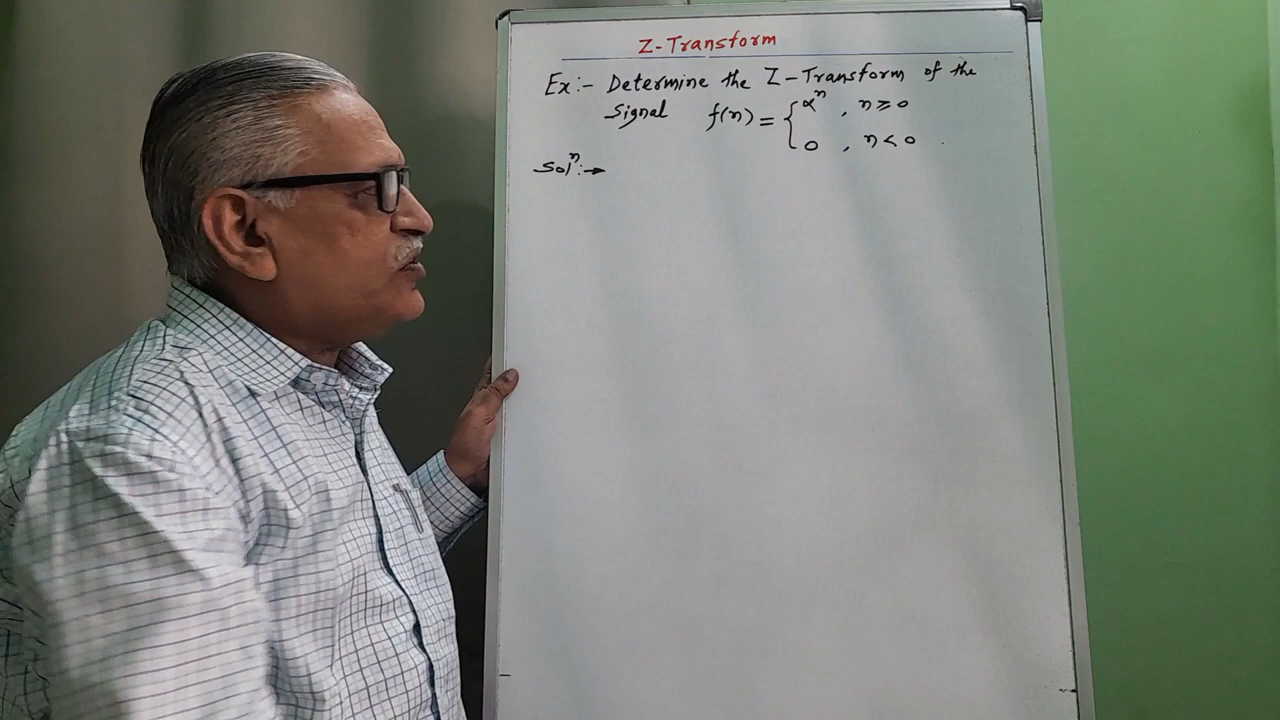 Z-Transform
Ex:- Determine the Z-Transform of the
Signal f(n) = { αⁿ , n ≥ 0
0 , n < 0 .
Solⁿ:→